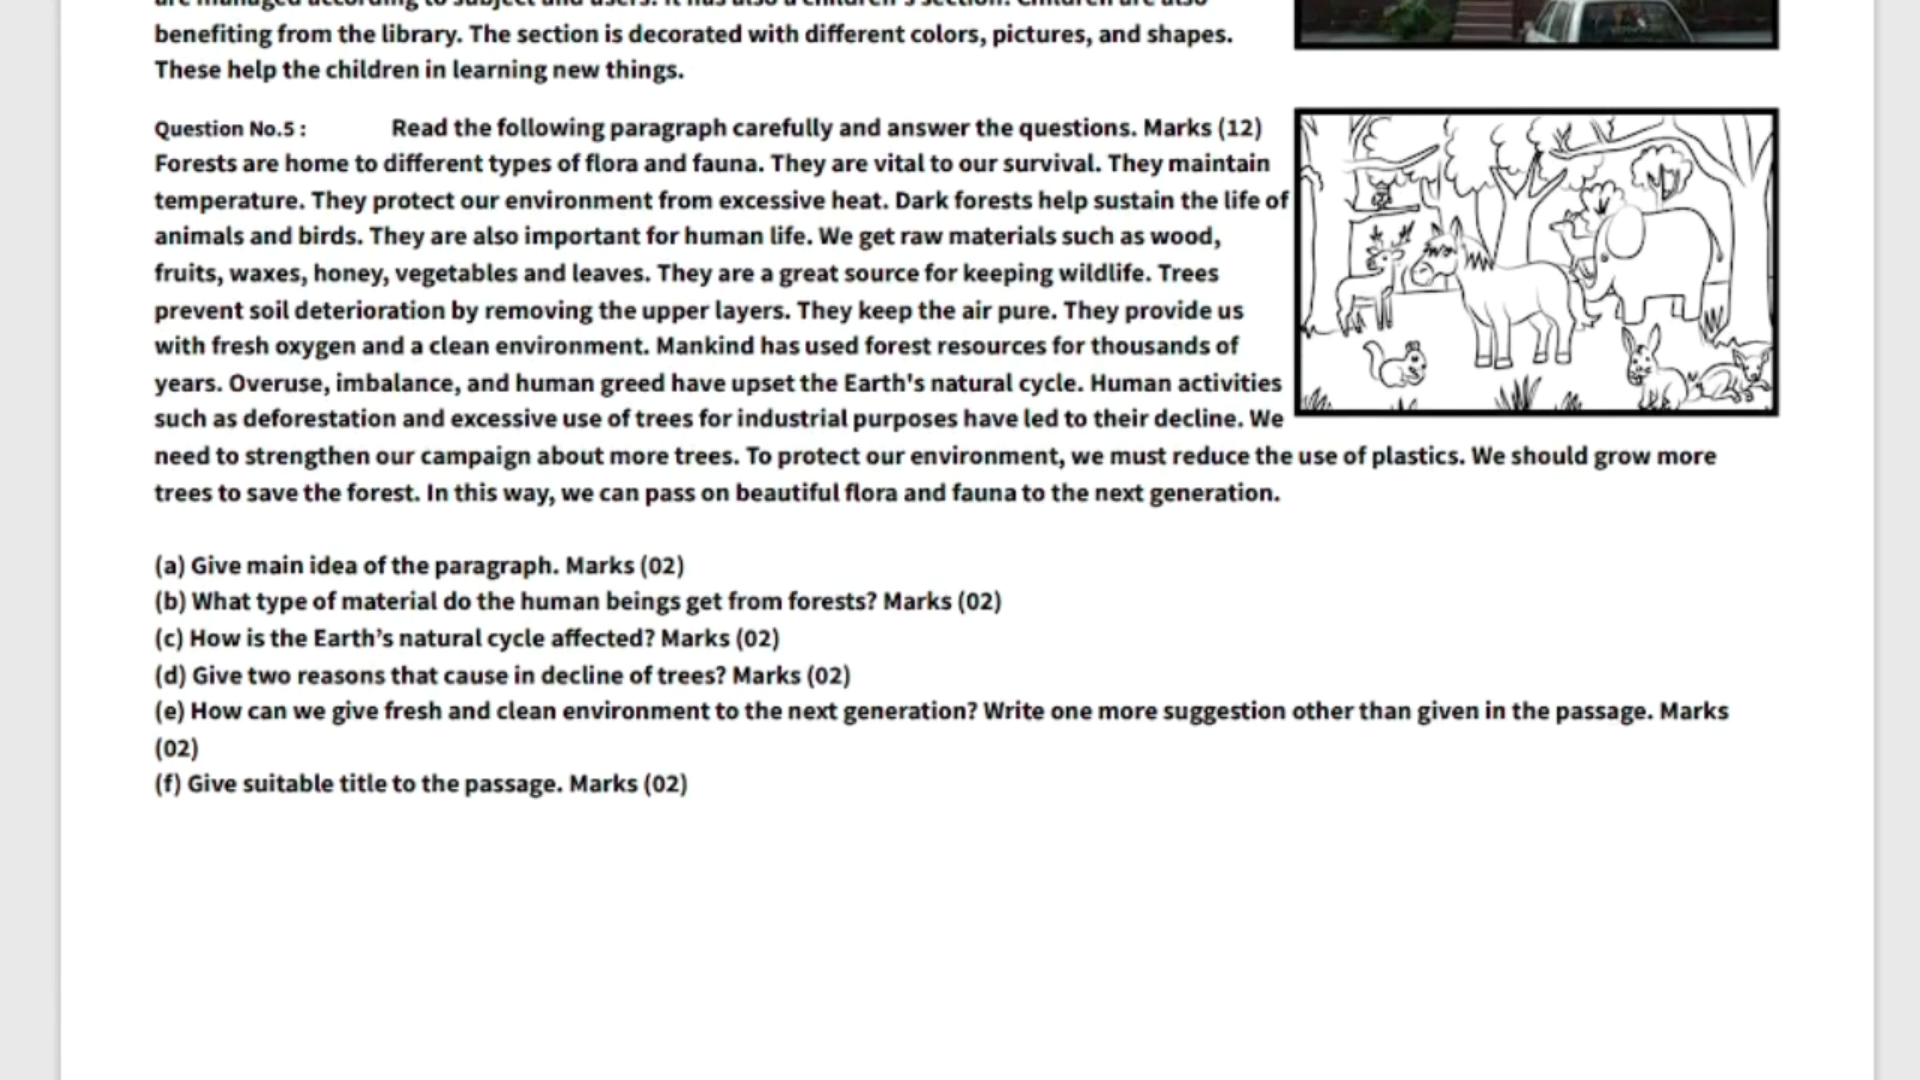 benefiting from the library. The section is decorated with different colors, pictures, and shapes.
These help the children in learning new things.
Question No.5 : Read the following paragraph carefully and answer the questions. Marks (12)
Forests are home to different types of flora and fauna. They are vital to our survival. They maintain
temperature. They protect our environment from excessive heat. Dark forests help sustain the life of
animals and birds. They are also important for human life. We get raw materials such as wood,
fruits, waxes, honey, vegetables and leaves. They are a great source for keeping wildlife. Trees
prevent soil deterioration by removing the upper layers. They keep the air pure. They provide us
with fresh oxygen and a clean environment. Mankind has used forest resources for thousands of
years. Overuse, imbalance, and human greed have upset the Earth's natural cycle. Human activities
such as deforestation and excessive use of trees for industrial purposes have led to their decline. We
need to strengthen our campaign about more trees. To protect our environment, we must reduce the use of plastics. We should grow more
trees to save the forest. In this way, we can pass on beautiful flora and fauna to the next generation.
(a) Give main idea of the paragraph. Marks (02)
(b) What type of material do the human beings get from forests? Marks (02)
(c) How is the Earth’s natural cycle affected? Marks (02)
(d) Give two reasons that cause in decline of trees? Marks (02)
(e) How can we give fresh and clean environment to the next generation? Write one more suggestion other than given in the passage. Marks
(02)
(f) Give suitable title to the passage. Marks (02)